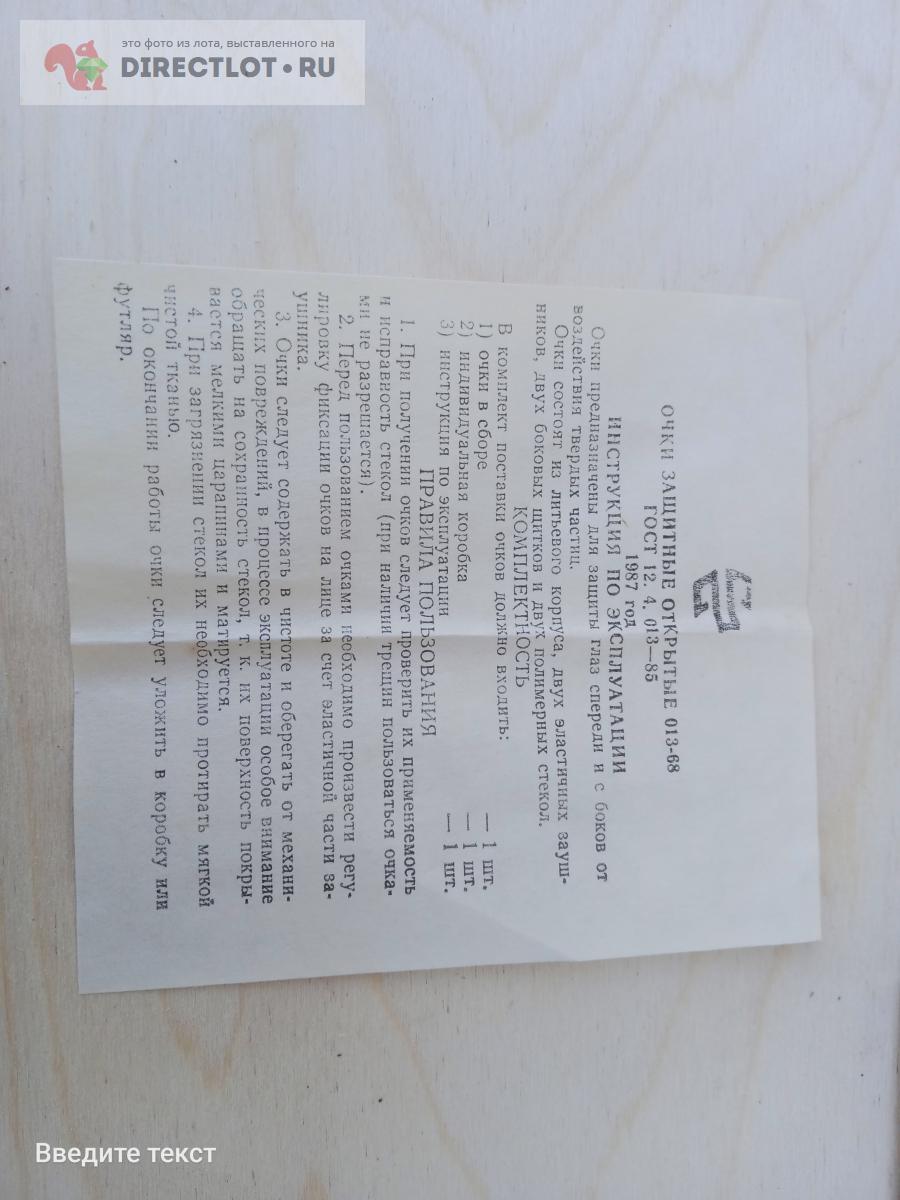 это фото из лота, выставленного на
DIRECTLOT.RU
ОЧКИ ЗАЩИТНЫЕ ОТКРЫТЫЕ 013-68
ГОСТ 12. 4. 013—85
1987 год
ИНСТРУКЦИЯ ПО ЭКСПЛУАТАЦИИ
Очки предназначены для защиты глаз спереди и с боков от
воздействия твердых частиц.
Очки состоят из литьевого корпуса, двух эластичных зауш-
ников, двух боковых щитков и двух полимерных стекол.
КОМПЛЕКТНОСТЬ
В комплект поставки очков должно входить:
1) очки в сборе — 1 шт.
2) индивидуальная коробка — 1 шт.
3) инструкция по эксплуатации — 1 шт.
ПРАВИЛА ПОЛЬЗОВАНИЯ
1. При получении очков следует проверить их применяемость
и исправность стекол (при наличии трещин пользоваться очка-
ми не разрешается).
2. Перед пользованием очками необходимо произвести регу-
лировку фиксации очков на лице за счет эластичной части за-
ушника.
3. Очки следует содержать в чистоте и оберегать от механи-
ческих повреждений, в процессе эксплуатации особое внимание
обращать на сохранность стекол, т. к. их поверхность покры-
вается мелкими царапинами и матируется.
4. При загрязнении стекол их необходимо протирать мягкой
чистой тканью.
По окончании работы очки следует уложить в коробку или
футляр.
Введите текст